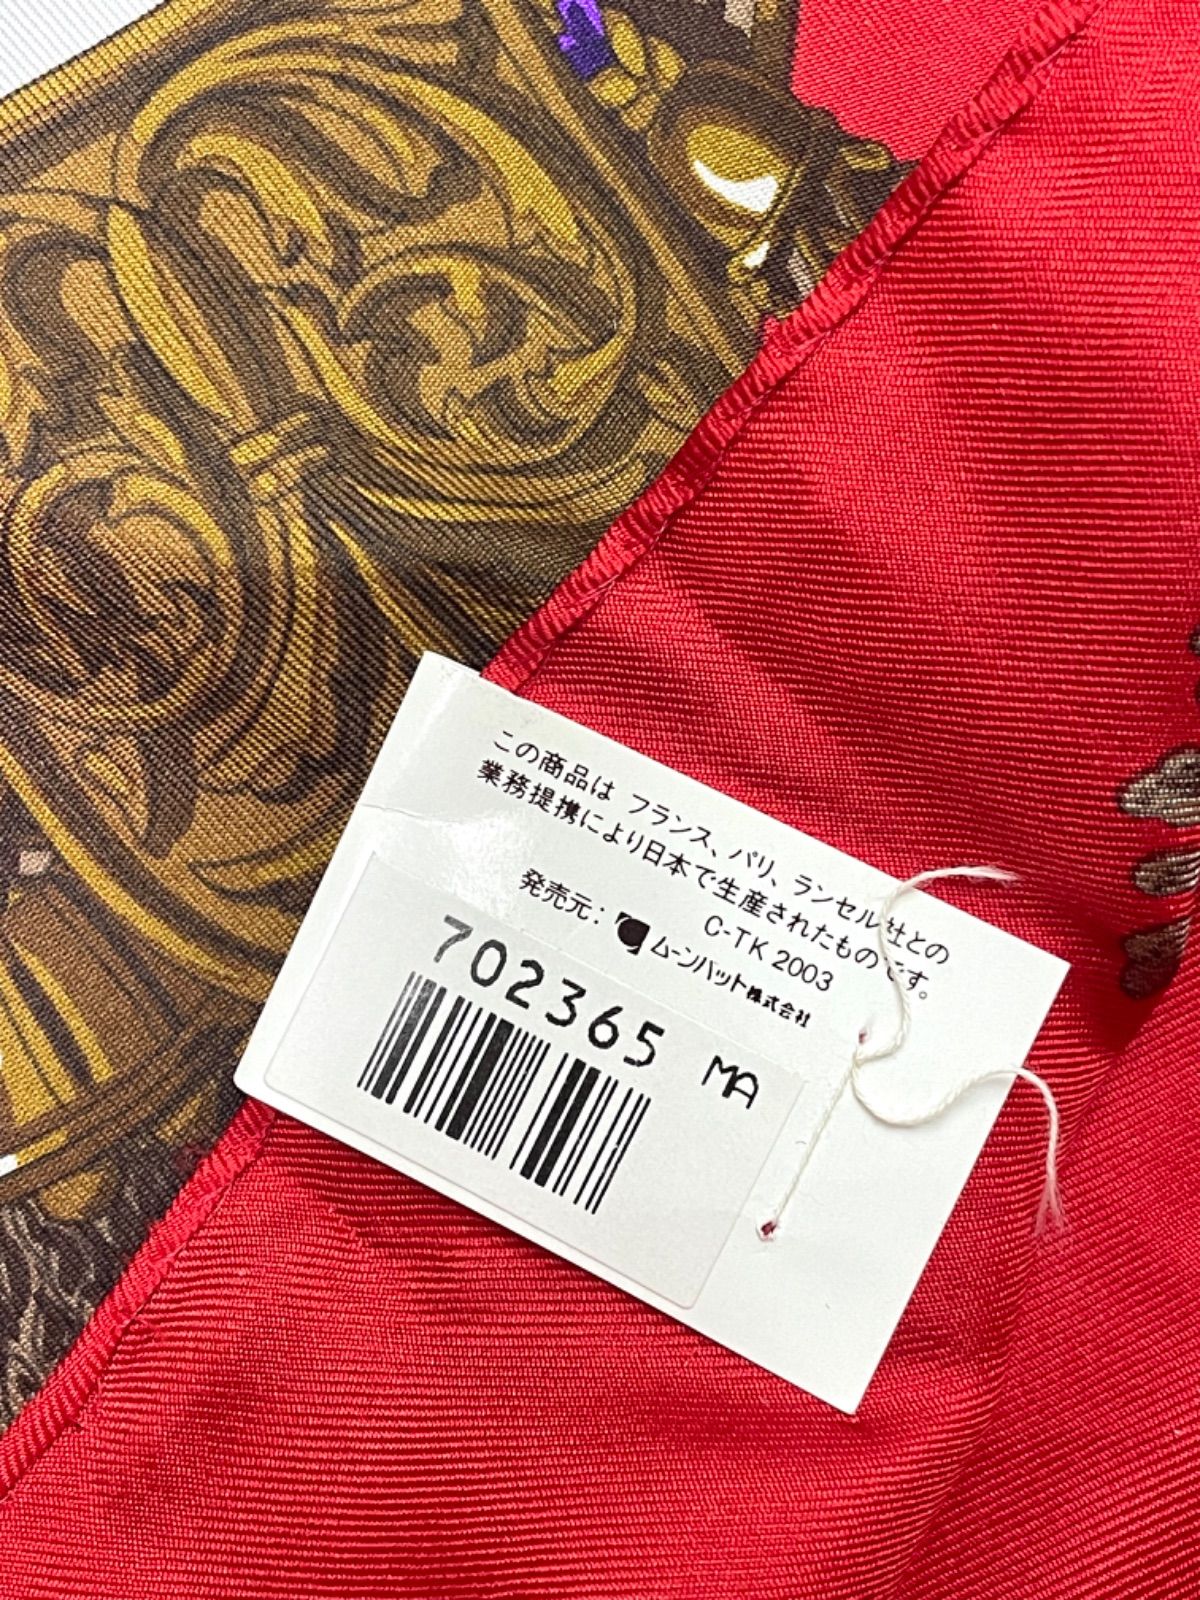 この商品は フランス、パリ、ランセル社との
業務提携により日本で生産されたものです。
C-TK 2003
発売元: ムーンバット株式会社
702365
MA